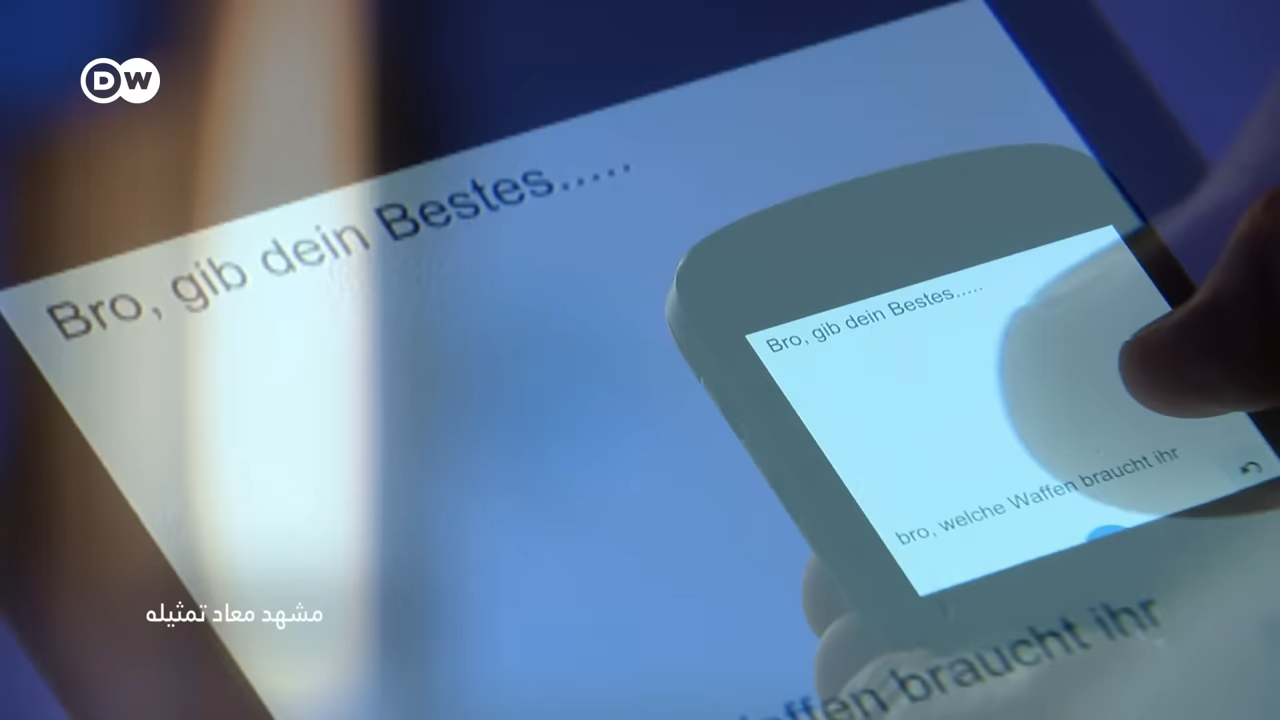 DW
Bro, gib dein Bestes.....
Bro, gib dein Bestes.....
bro, welche Waffen braucht ihr
مشهد معاد تمثيله
braucht ihr